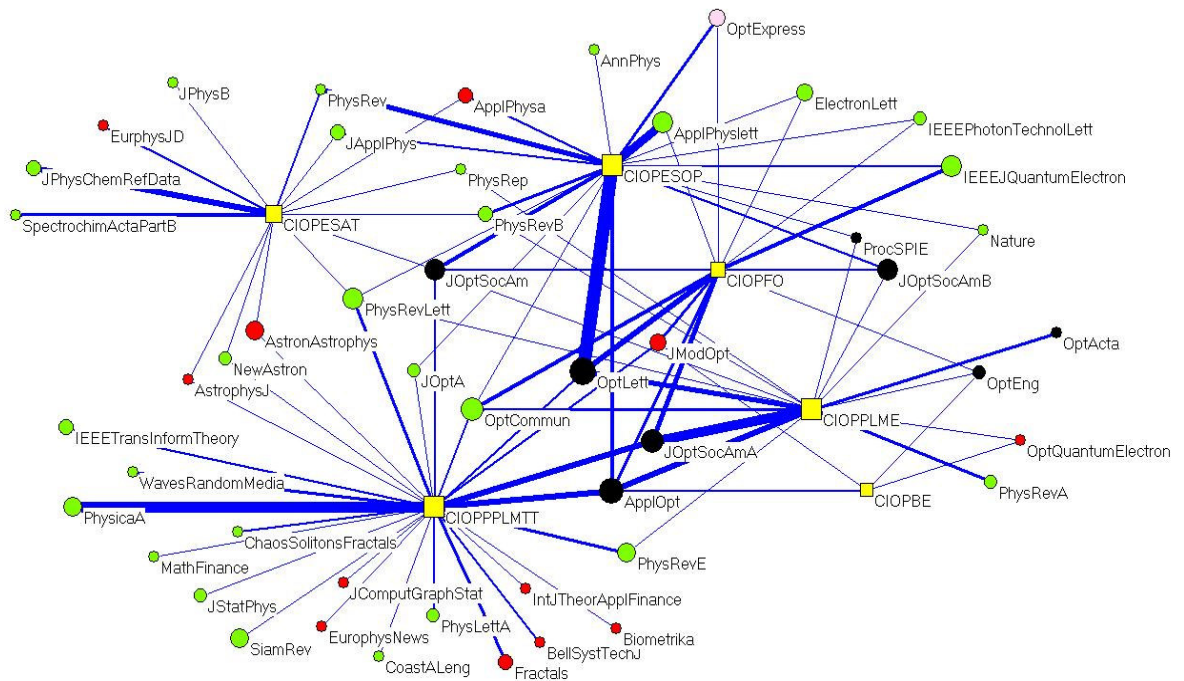 OptExpress
AnnPhys
JPhysB
PhysRev
ApplPhysa
ElectronLett
EurphysJD
JApplPhys
ApplPhyslett
IEEEPhotonTechnolLett
JPhysChemRefData
PhysRep
CIOPESOP
IEEEJQuantumElectron
SpectrochimActaPartB
CIOPESAT
PhysRevB
ProcSPIE
Nature
JOptSocAm
CIOPFO
JOptSocAmB
PhysRevLett
AstronAstrophys
JModOpt
OptActa
NewAstron
JOptA
OptLett
OptEng
AstrophysJ
OptCommun
CIOPPLME
IEEETransInformTheory
JOptSocAmA
OptQuantumElectron
WavesRandomMedia
PhysRevA
PhysicaA
CIOPPPLMTT
ApplOpt
CIOPBE
ChaosSolitonsFractals
MathFinance
PhysRevE
JComputGraphStat
IntJTheorApplFinance
JStatPhys
PhysLettA
SiamRev
EurophysNews
BellSystTechJ
Biometrika
CoastALeng
Fractals